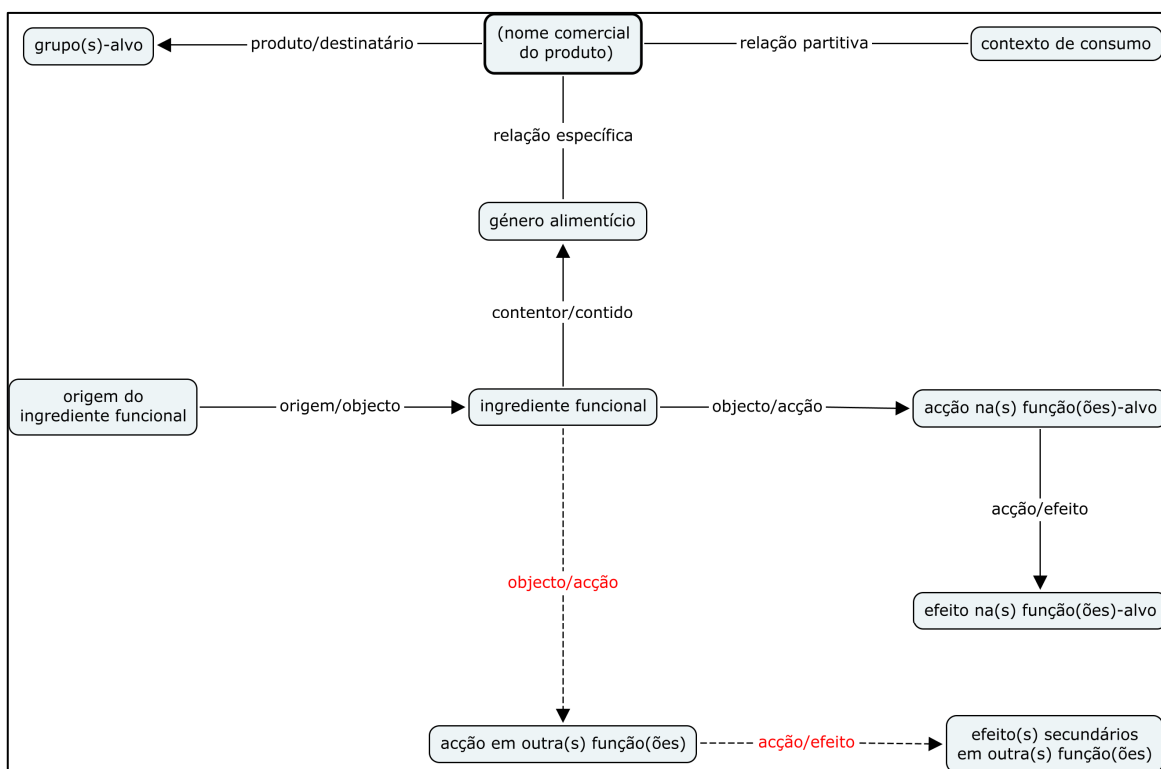 grupo(s)-alvo
produto/destinatário
(nome comercial
do produto)
relação partitiva
contexto de consumo
relação específica
género alimentício
contentor/contido
origem do
ingrediente funcional
origem/objecto
ingrediente funcional
objecto/acção
acção na(s) função(ões)-alvo
acção/efeito
objecto/acção
efeito na(s) função(ões)-alvo
acção em outra(s) função(ões)
acção/efeito
efeito(s) secundários
em outra(s) função(ões)